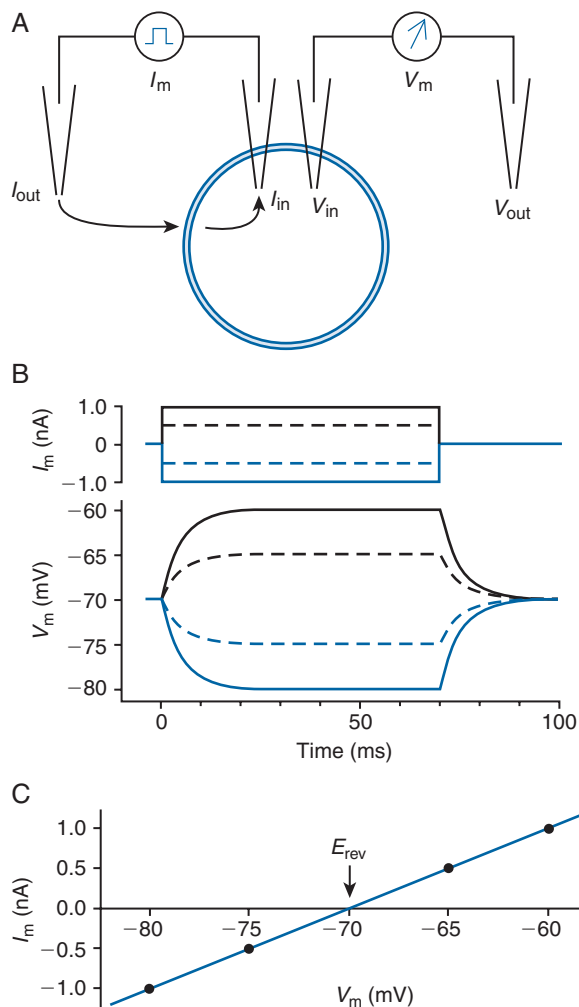 A
I_m
V_m
I_out
I_in
V_in
V_out
B
I_m (nA)
1.0
0
−1.0
V_m (mV)
−60
−65
−70
−75
−80
0 50 100
Time (ms)
C
I_m (nA)
1.0
0.5
0.0
−0.5
−1.0
E_rev
−80 −75 −70 −65 −60
V_m (mV)